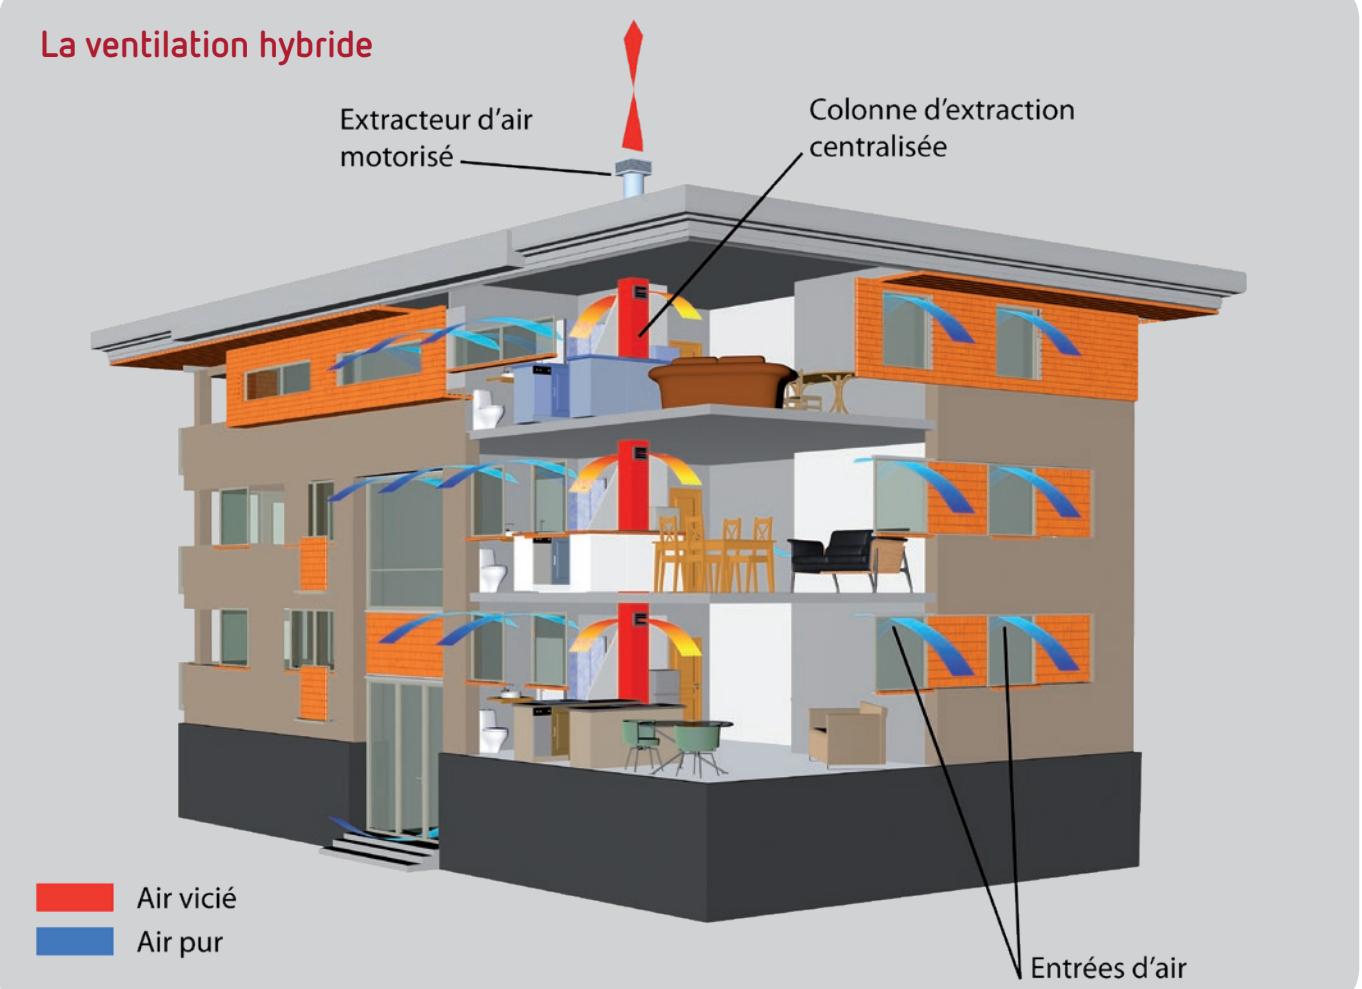 La ventilation hybride
Extracteur d'air
motorisé
Colonne d'extraction
centralisée
Air vicié
Air pur
Entrées d'air